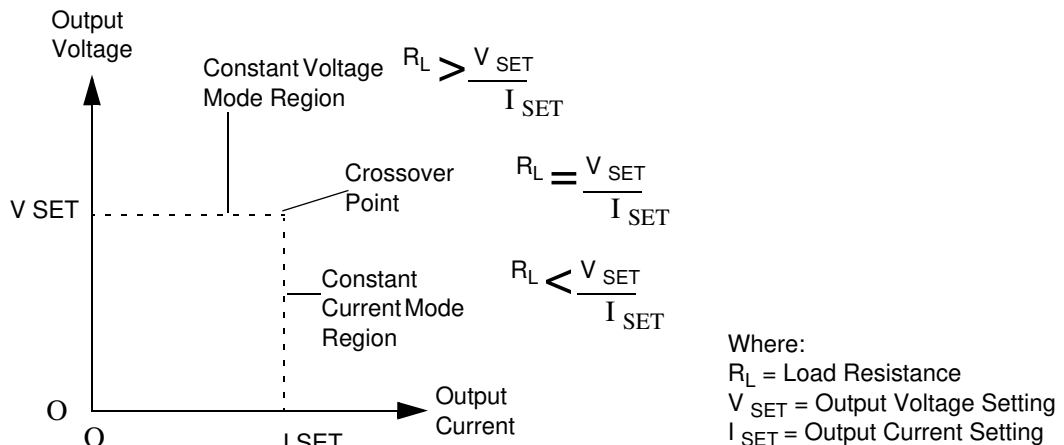 Output
Voltage
Constant Voltage
Mode Region
R_L > V SET
I SET
Crossover
Point
R_L = V SET
I SET
V SET
Constant
Current Mode
Region
R_L < V SET
I SET
Where:
R_L = Load Resistance
V SET = Output Voltage Setting
I SET = Output Current Setting
O
Output
Current
O
I SET